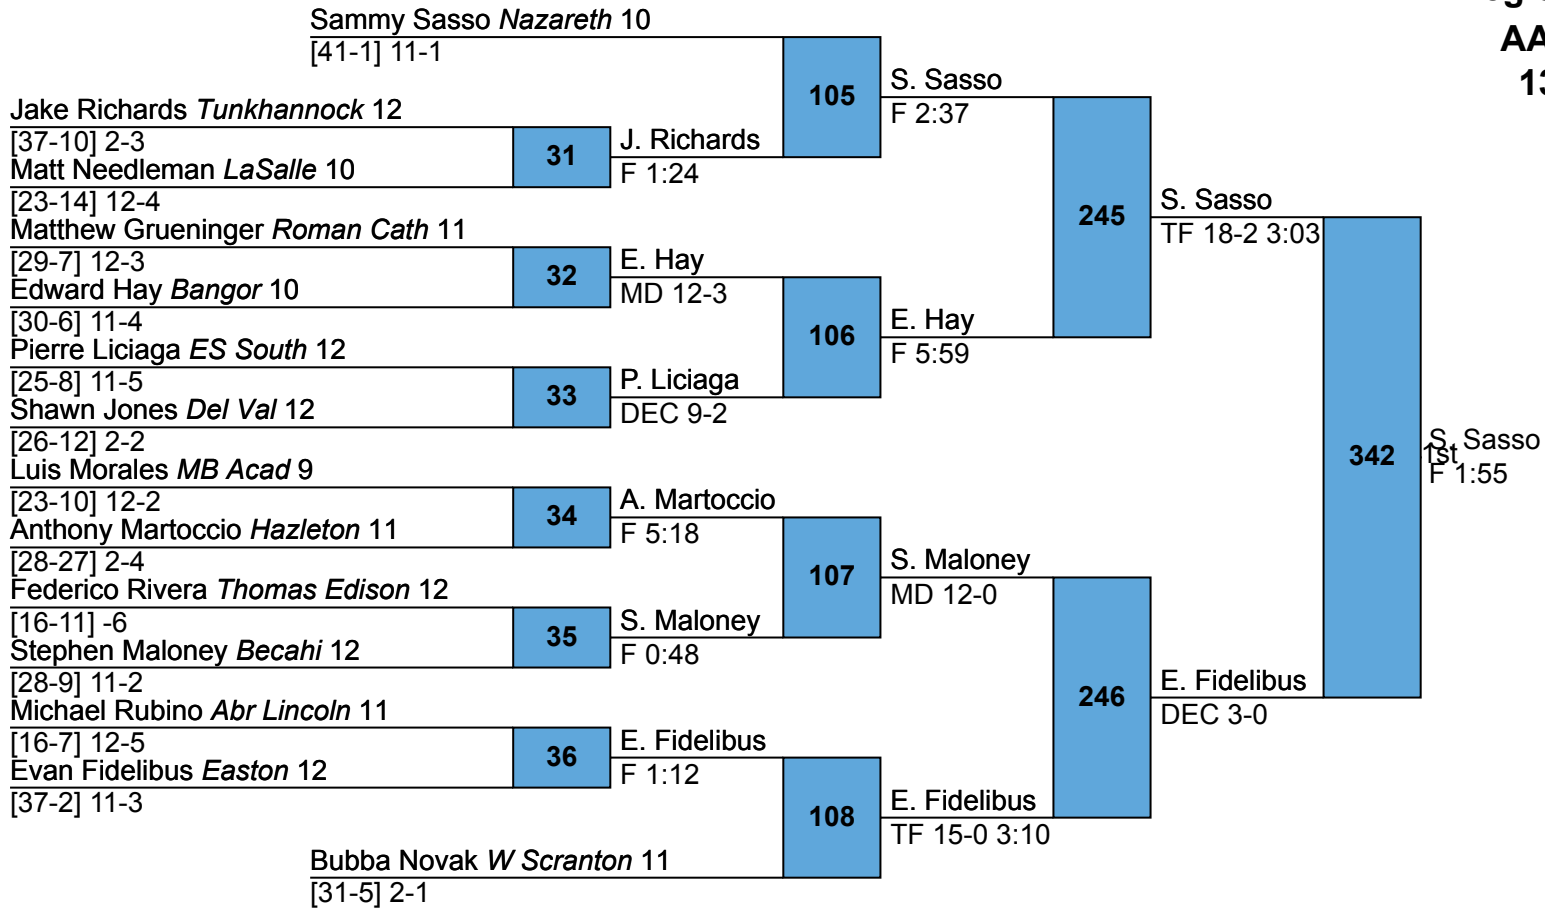 Sammy Sasso Nazareth 10
[41-1] 11-1
Jake Richards Tunkhannock 12
[37-10] 2-3
Matt Needleman LaSalle 10
[23-14] 12-4
Matthew Grueninger Roman Cath 11
[29-7] 12-3
Edward Hay Bangor 10
[30-6] 11-4
Pierre Liciaga ES South 12
[25-8] 11-5
Shawn Jones Del Val 12
[26-12] 2-2
Luis Morales MB Acad 9
[23-10] 12-2
Anthony Martoccio Hazleton 11
[28-27] 2-4
Federico Rivera Thomas Edison 12
[16-11] -6
Stephen Maloney Becahi 12
[28-9] 11-2
Michael Rubino Abr Lincoln 11
[16-7] 12-5
Evan Fidelibus Easton 12
[37-2] 11-3
Bubba Novak W Scranton 11
[31-5] 2-1
31
32
33
34
35
36
J. Richards
F 1:24
E. Hay
MD 12-3
P. Liciaga
DEC 9-2
A. Martoccio
F 5:18
S. Maloney
F 0:48
E. Fidelibus
F 1:12
105
106
107
108
S. Sasso
F 2:37
E. Hay
F 5:59
S. Maloney
MD 12-0
E. Fidelibus
TF 15-0 3:10
245
246
S. Sasso
TF 18-2 3:03
E. Fidelibus
DEC 3-0
342
S. Sasso
1st
F 1:55
AA
13